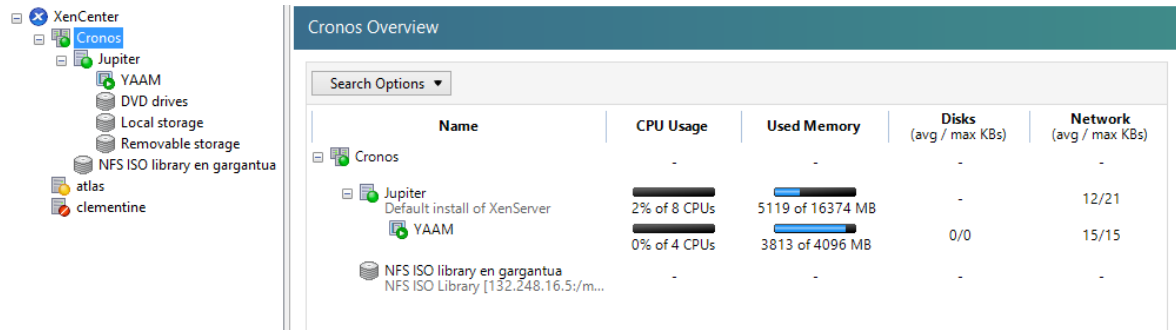 XenCenter
Cronos
Jupiter
YAAM
DVD drives
Local storage
Removable storage
NFS ISO library en gargantua
atlas
clementine
Cronos Overview
Search Options
Name CPU Usage Used Memory Disks Network
(avg / max KBs) (avg / max KBs)
Cronos - - - -
Jupiter
Default install of XenServer 2% of 8 CPUs 5119 of 16374 MB - 12/21
YAAM 0% of 4 CPUs 3813 of 4096 MB 0/0 15/15
NFS ISO library en gargantua - - - -
NFS ISO Library [132.248.16.5:/m...